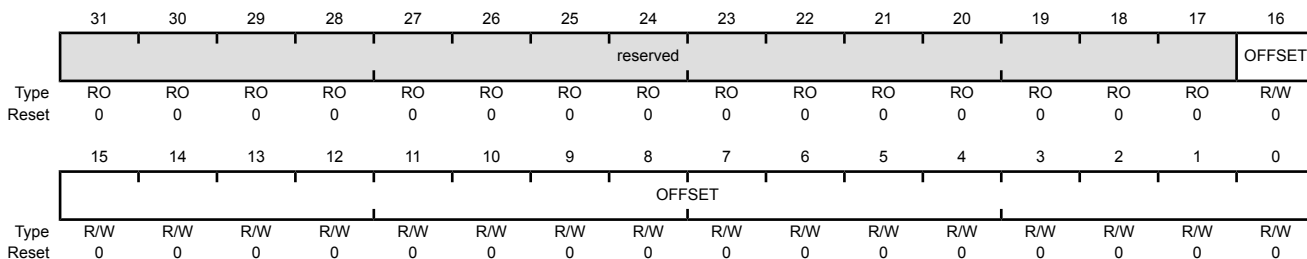 31 30 29 28 27 26 25 24 23 22 21 20 19 18 17 16
reserved OFFSET
Type RO RO RO RO RO RO RO RO RO RO RO RO RO RO RO R/W
Reset 0 0 0 0 0 0 0 0 0 0 0 0 0 0 0 0
15 14 13 12 11 10 9 8 7 6 5 4 3 2 1 0
OFFSET
Type R/W R/W R/W R/W R/W R/W R/W R/W R/W R/W R/W R/W R/W R/W R/W R/W
Reset 0 0 0 0 0 0 0 0 0 0 0 0 0 0 0 0